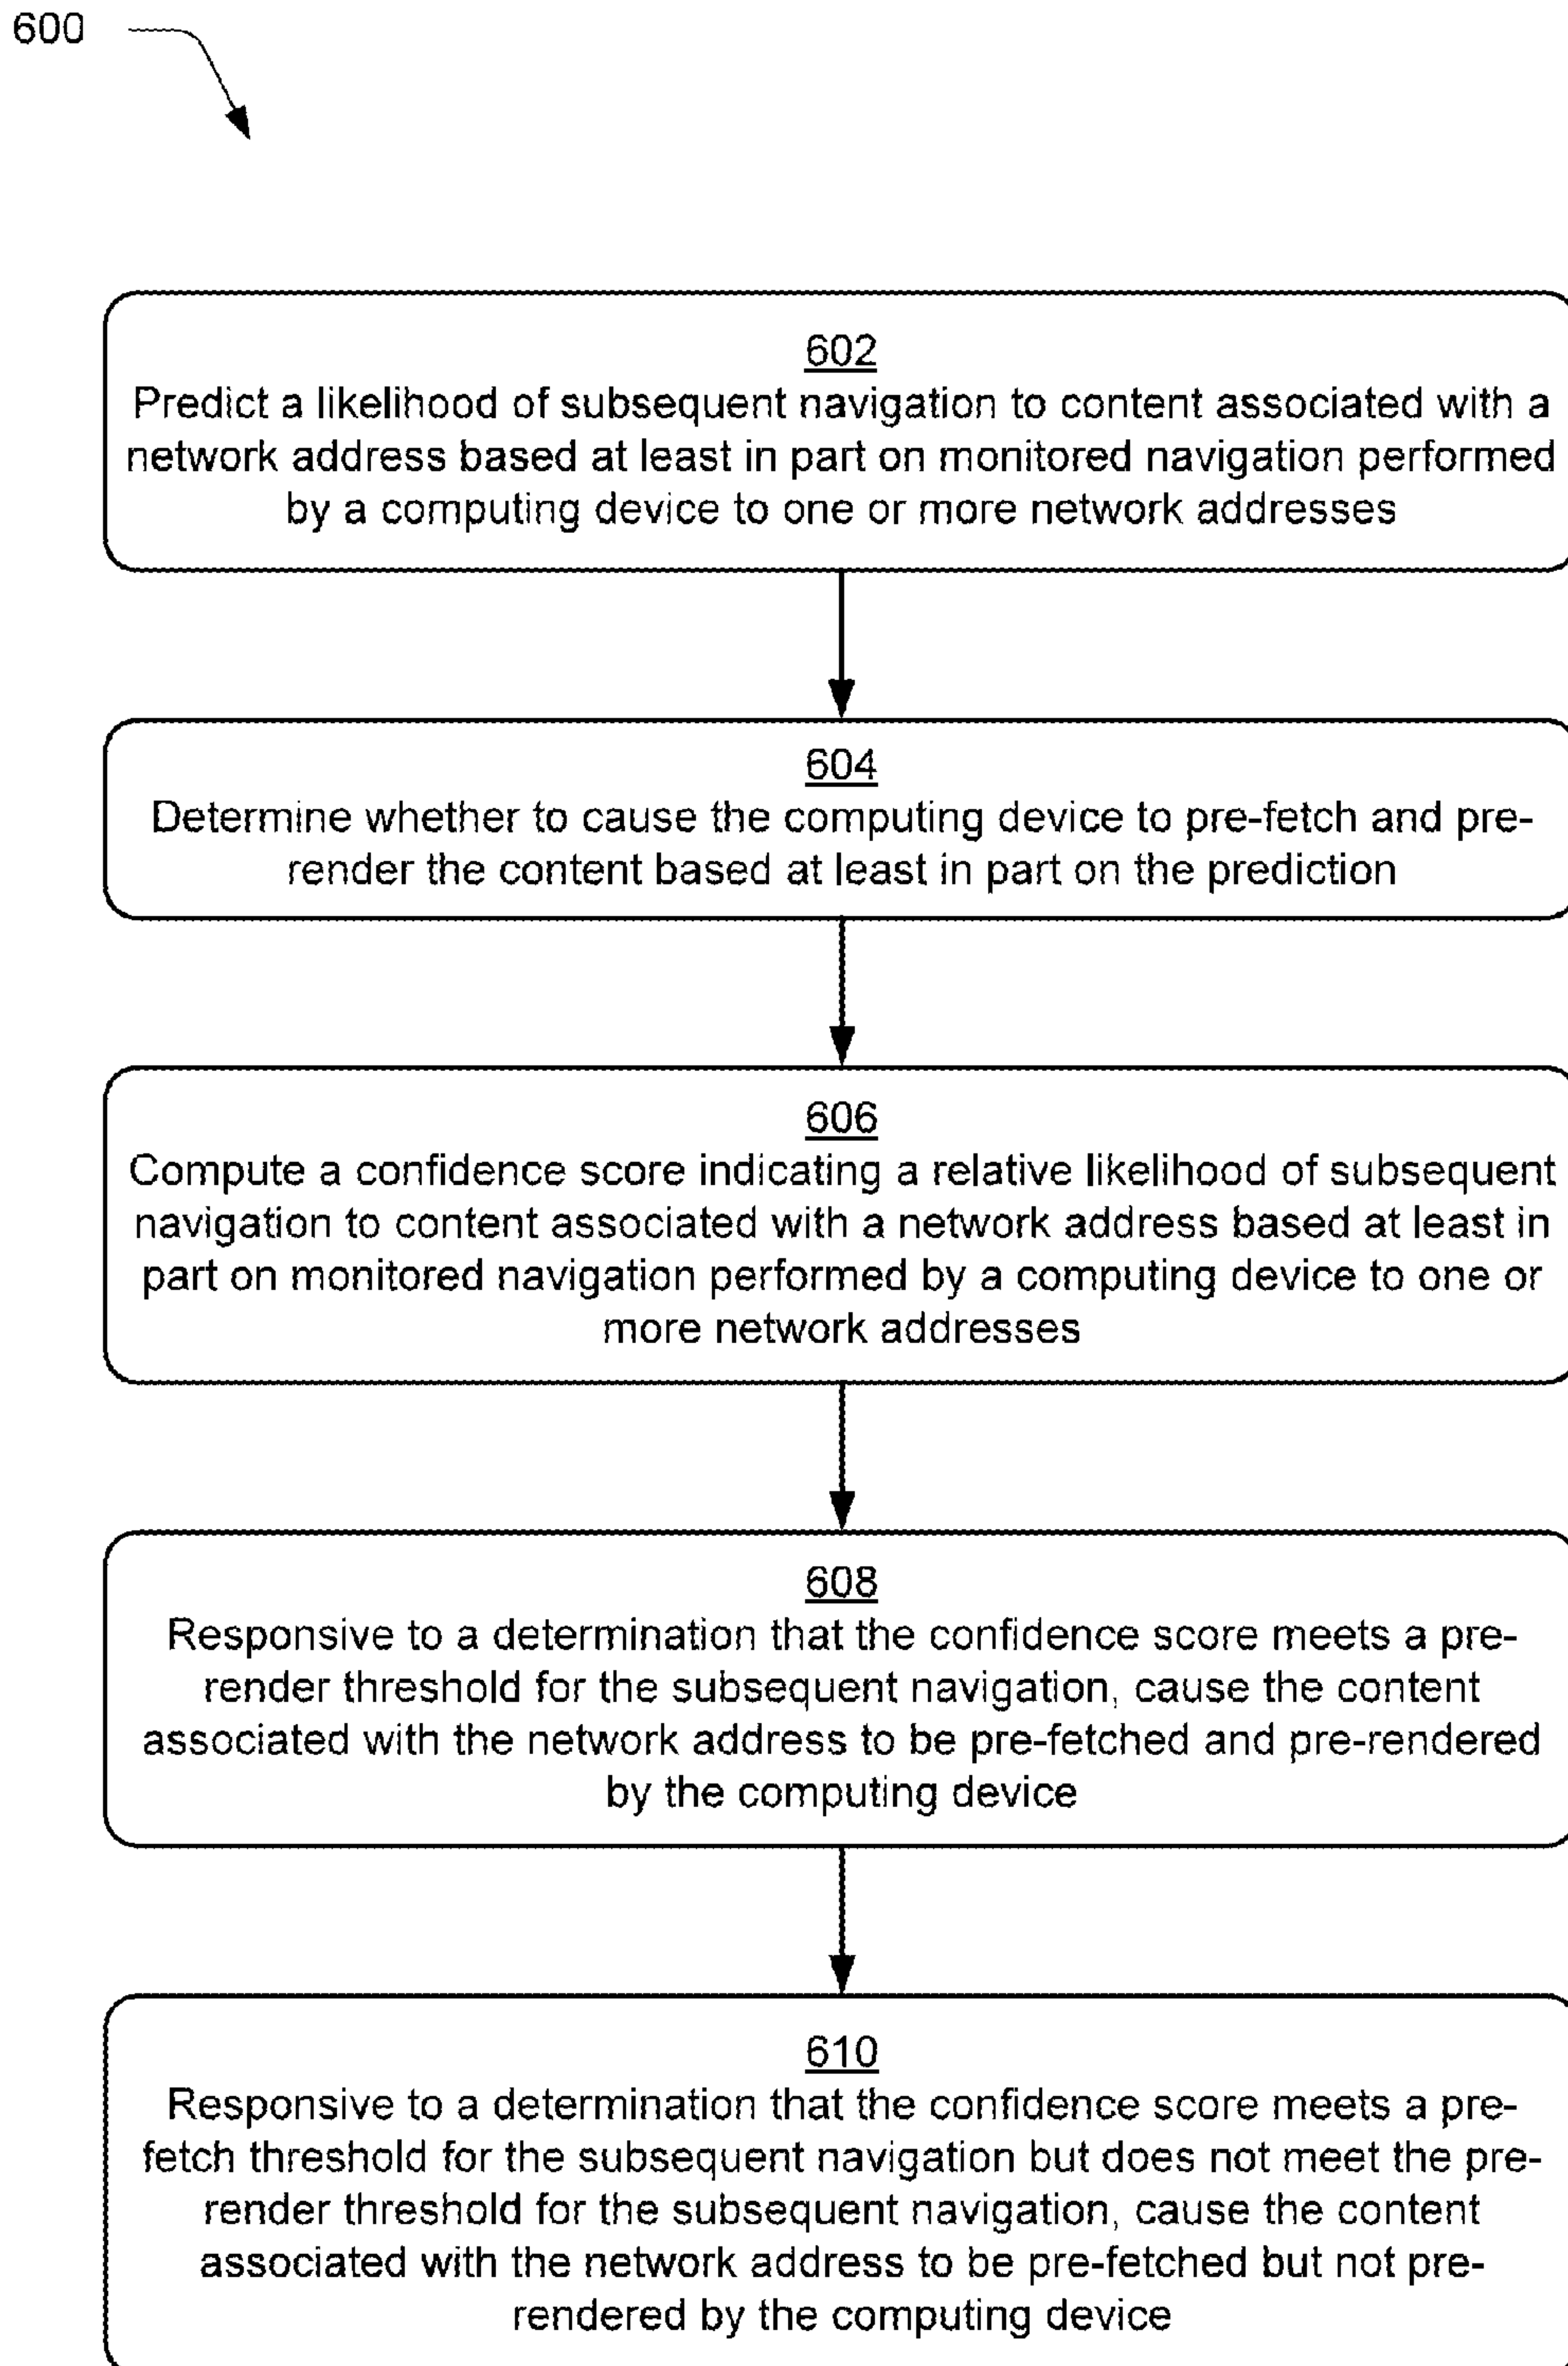 600
602
Predict a likelihood of subsequent navigation to content associated with a
network address based at least in part on monitored navigation performed
by a computing device to one or more network addresses
604
Determine whether to cause the computing device to pre-fetch and pre-
render the content based at least in part on the prediction
606
Compute a confidence score indicating a relative likelihood of subsequent
navigation to content associated with a network address based at least in
part on monitored navigation performed by a computing device to one or
more network addresses
608
Responsive to a determination that the confidence score meets a pre-
render threshold for the subsequent navigation, cause the content
associated with the network address to be pre-fetched and pre-rendered
by the computing device
610
Responsive to a determination that the confidence score meets a pre-
fetch threshold for the subsequent navigation but does not meet the pre-
render threshold for the subsequent navigation, cause the content
associated with the network address to be pre-fetched but not pre-
rendered by the computing device